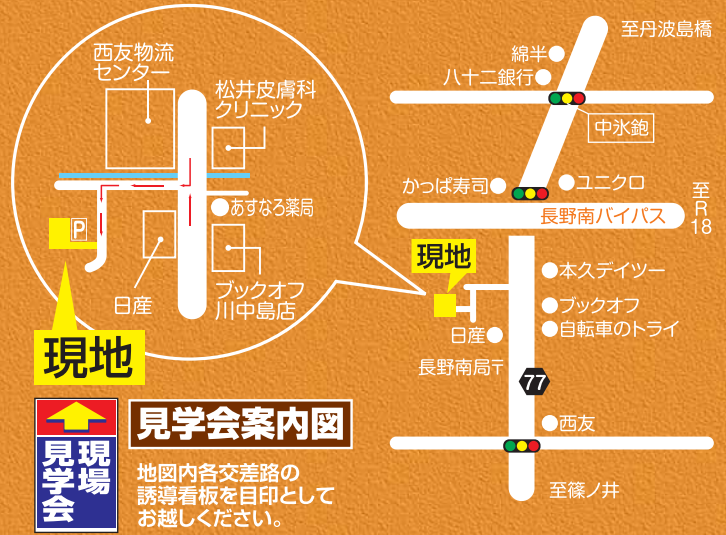 西友物流
センター
松井皮膚科
クリニック
あすなろ薬局
P
日産
ブックオフ
川中島店
現地
至丹波島橋
綿半
八十二銀行
中氷鉋
かっぱ寿司
ユニクロ
至
R
18
長野南バイパス
現地
本久デイツー
ブックオフ
自転車のトライ
日産
長野南局〒
77
西友
至篠ノ井
現場
見学会
見学会案内図
地図内各交差路の
誘導看板を目印として
お越しください。